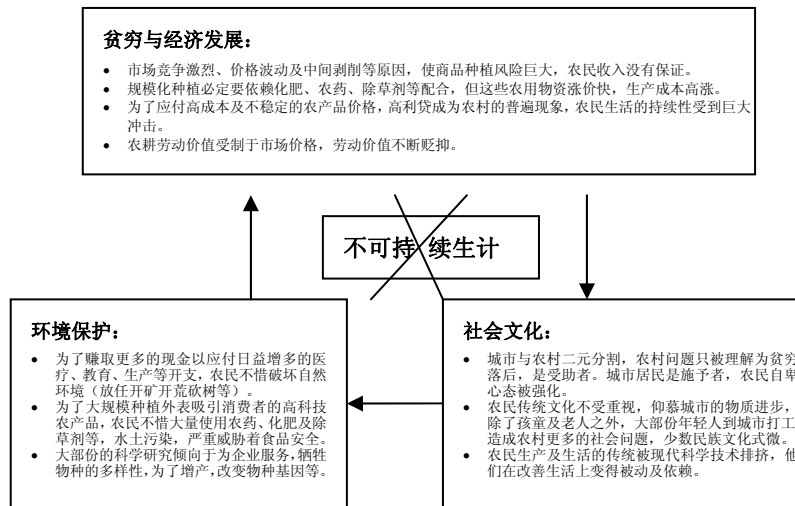 贫穷与经济发展：
• 市场竞争激烈、价格波动及中间剥削等原因，使商品种植风险巨大，农民收入没有保证。
• 规模化种植必定要依赖化肥、农药、除草剂等配合，但这些农用物资涨价快，生产成本高涨。
• 为了应付高成本及不稳定的农产品价格，高利贷成为农村的普遍现象，农民生活的持续性受到巨大
冲击。
• 农耕劳动价值受制于市场价格，劳动价值不断贬抑。
不可持 续生计
环境保护：
• 为了赚取更多的现金以应付日益增多的医
疗、教育、生产等开支，农民不惜破坏自然
环境（放任开矿开荒砍树等）。
• 为了大规模种植外表吸引消费者的高科技
农产品，农民不惜大量使用农药、化肥及除
草剂等，水土污染，严重威胁着食品安全。
• 大部份的科学研究倾向于为企业服务，牺牲
物种的多样性，为了增产，改变物种基因等。
社会文化：
• 城市与农村二元分割，农村问题只被理解为贫穷
落后，是受助者。城市居民是施予者，农民自卑
心态被强化。
• 农民传统文化不受重视，仰慕城市的物质进步，
除了孩童及老人之外，大部份年轻人到城市打工
造成农村更多的社会问题，少数民族文化式微。
• 农民生产及生活的传统被现代科学技术排挤，他
们在改善生活上变得被动及依赖。